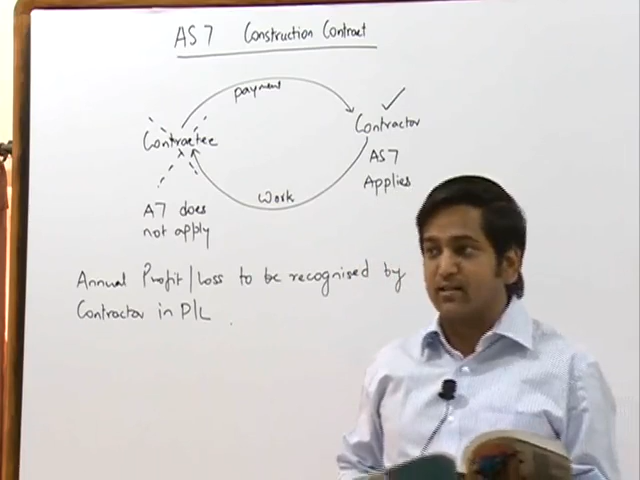 AS 7 Construction Contract
payment
Contractee
Contractor
AS 7
Applies
Work
A7 does
not apply
Annual Profit/Loss to be recognised by
Contractor in P/L